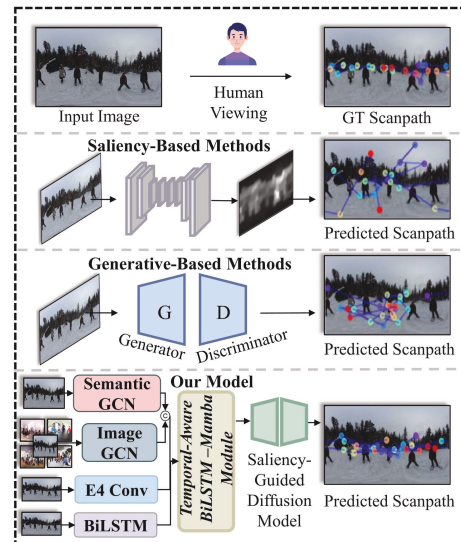 Input Image
Human
Viewing
GT Scanpath
Saliency-Based Methods
Predicted Scanpath
Generative-Based Methods
G
D
Generator
Discriminator
Predicted Scanpath
Our Model
Semantic
GCN
C
Image
GCN
E4 Conv
BiLSTM
Temporal-Aware
BiLSTM –Mamba
Module
Saliency-
Guided
Diffusion
Model
Predicted Scanpath